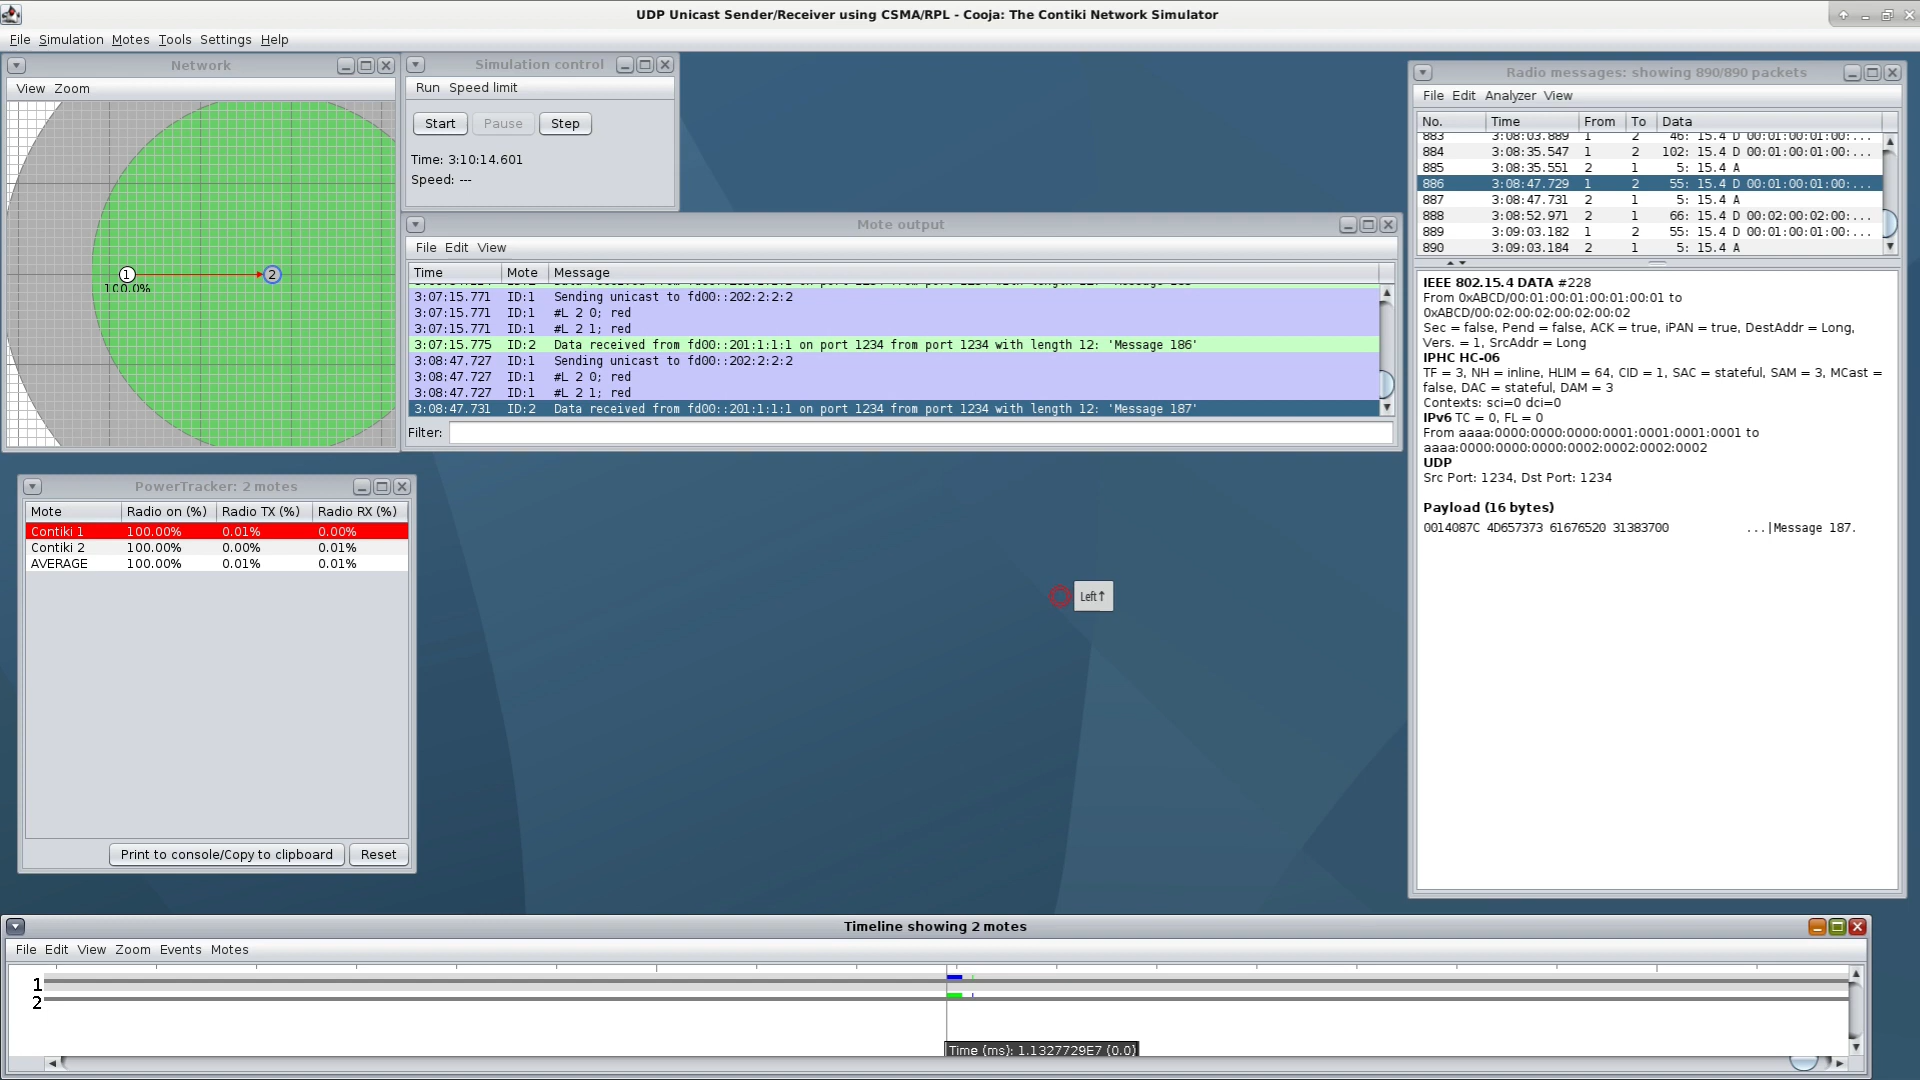 UDP Unicast Sender/Receiver using CSMA/RPL - Cooja: The Contiki Network Simulator
File Simulation Motes Tools Settings Help
Network
View Zoom
1
2
100.0%
Simulation control
Run Speed limit
Start Pause Step
Time: 3:10:14.601
Speed: ---
Mote output
File Edit View
Time Mote Message
3:07:15.771 ID:1 Sending unicast to fd00::202:2:2:2
3:07:15.771 ID:1 #L 2 0; red
3:07:15.771 ID:1 #L 2 1; red
3:07:15.775 ID:2 Data received from fd00::201:1:1:1 on port 1234 from port 1234 with length 12: 'Message 186'
3:08:47.727 ID:1 Sending unicast to fd00::202:2:2:2
3:08:47.727 ID:1 #L 2 0; red
3:08:47.727 ID:1 #L 2 1; red
3:08:47.731 ID:2 Data received from fd00::201:1:1:1 on port 1234 from port 1234 with length 12: 'Message 187'
Filter:
Radio messages: showing 890/890 packets
File Edit Analyzer View
No. Time From To Data
883 3:08:03.889 1 2 46: 15.4 D 00:01:00:01:00:...
884 3:08:35.547 1 2 102: 15.4 D 00:01:00:01:00:...
885 3:08:35.551 2 1 5: 15.4 A
886 3:08:47.729 1 2 55: 15.4 D 00:01:00:01:00:...
887 3:08:47.731 2 1 5: 15.4 A
888 3:08:52.971 2 1 66: 15.4 D 00:02:00:02:00:...
889 3:09:03.182 1 2 55: 15.4 D 00:01:00:01:00:...
890 3:09:03.184 2 1 5: 15.4 A
IEEE 802.15.4 DATA #228
From 0xABCD/00:01:00:01:00:01:00:01 to
0xABCD/00:02:00:02:00:02:00:02
Sec = false, Pend = false, ACK = true, iPAN = true, DestAddr = Long,
Vers. = 1, SrcAddr = Long
IPHC HC-06
TF = 3, NH = inline, HLIM = 64, CID = 1, SAC = stateful, SAM = 3, MCast =
false, DAC = stateful, DAM = 3
Contexts: sci=0 dci=0
IPv6 TC = 0, FL = 0
From aaaa:0000:0000:0000:0001:0001:0001:0001 to
aaaa:0000:0000:0000:0002:0002:0002:0002
UDP
Src Port: 1234, Dst Port: 1234
Payload (16 bytes)
0014087C 4D657373 61676520 31383700 ...|Message 187.
PowerTracker: 2 motes
Mote Radio on (%) Radio TX (%) Radio RX (%)
Contiki 1 100.00% 0.01% 0.00%
Contiki 2 100.00% 0.00% 0.01%
AVERAGE 100.00% 0.01% 0.01%
Print to console/Copy to clipboard Reset
Left↑
Timeline showing 2 motes
File Edit View Zoom Events Motes
1
2
Time (ms): 1.1327729E7 (0.0)